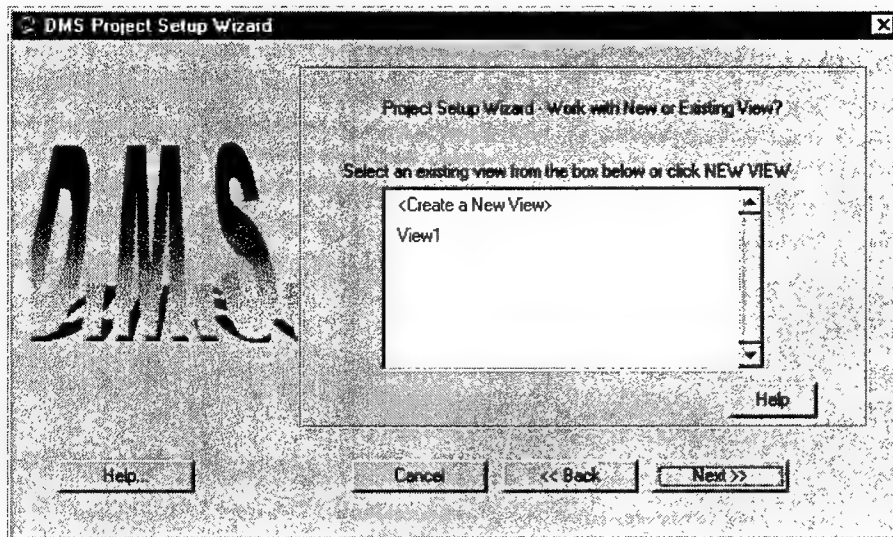 DMS Project Setup Wizard
DMS
Project Setup Wizard - Work with New or Existing View?
Select an existing view from the box below or click NEW VIEW
<Create a New View>
View1
Help
Help...
Cancel
<< Back
Next >>